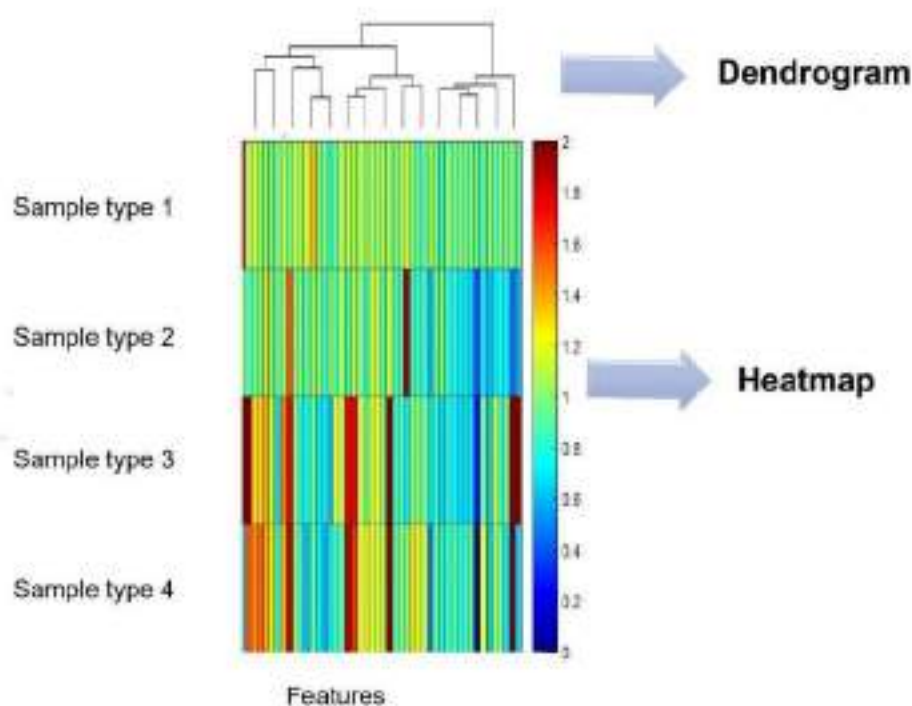 Dendrogram
Sample type 1
Sample type 2
Sample type 3
Sample type 4
2
1.8
1.6
1.4
1.2
1
0.8
0.6
0.4
0.2
0
Heatmap
Features